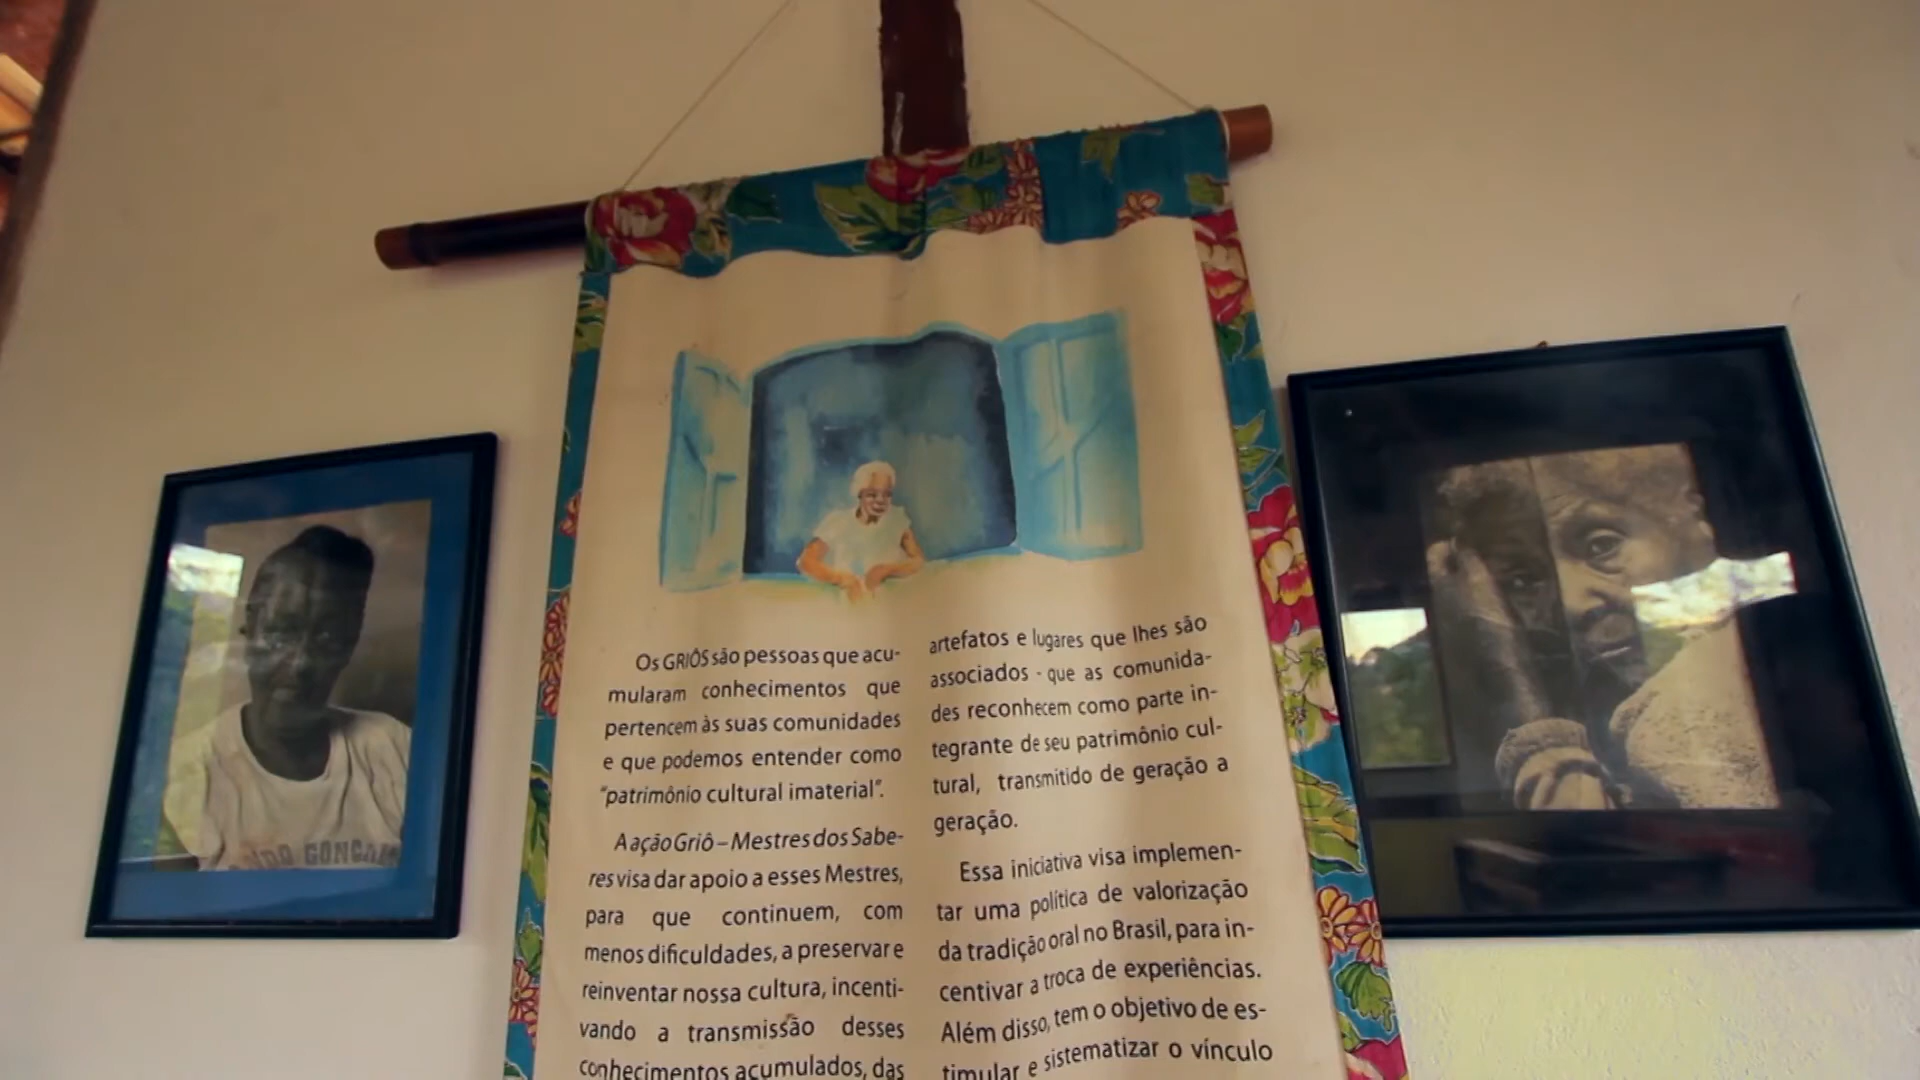 Os GRIÔS são pessoas que acu-
mularam conhecimentos que
pertencem às suas comunidades
e que podemos entender como
"patrimônio cultural imaterial".
A ação Griô – Mestres dos Sabe-
res visa dar apoio a esses Mestres,
para que continuem, com
menos dificuldades, a preservar e
reinventar nossa cultura, incenti-
vando a transmissão desses
conhecimentos acumulados, das
artefatos e lugares que lhes são
associados - que as comunida-
des reconhecem como parte in-
tegrante de seu patrimônio cul-
tural, transmitido de geração a
geração.
Essa iniciativa visa implemen-
tar uma política de valorização
da tradição oral no Brasil, para in-
centivar a troca de experiências.
Além disso, tem o objetivo de es-
timular e sistematizar o vínculo